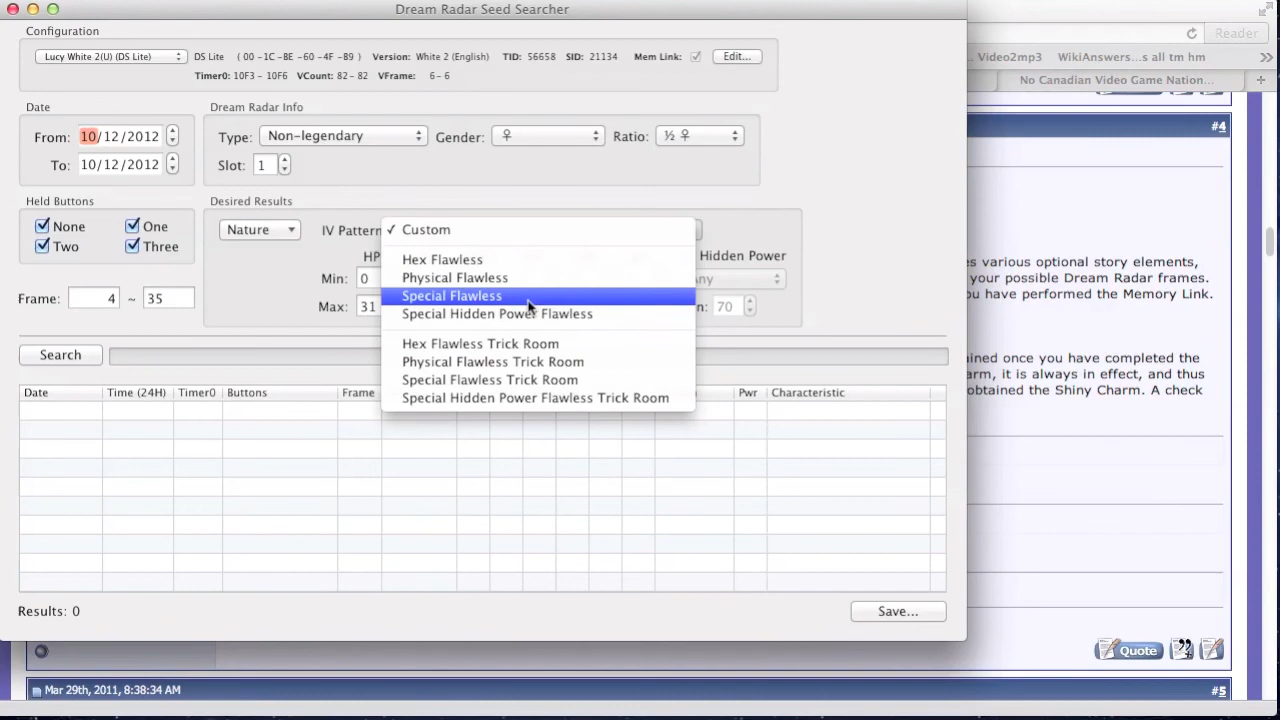 Dream Radar Seed Searcher
Configuration
Lucy White 2(U) (DS Lite) DS Lite ( 00 -1C -BE -60 -4F -89 ) Version: White 2 (English) TID: 56658 SID: 21134 Mem Link: Edit...
Timer0: 10F3 - 10F6 VCount: 82 - 82 VFrame: 6 - 6
Date
From: 10/12/2012
To: 10/12/2012
Dream Radar Info
Type: Non-legendary Gender: ♀ Ratio: ½ ♀
Slot: 1
Held Buttons
None One
Two Three
Frame: 4 ~ 35
Desired Results
Nature IV Pattern
HP Hidden Power
Min: 0
Max: 31 70
✓ Custom
Hex Flawless
Physical Flawless
Special Flawless
Special Hidden Power Flawless
Hex Flawless Trick Room
Physical Flawless Trick Room
Special Flawless Trick Room
Special Hidden Power Flawless Trick Room
Search
Date Time (24H) Timer0 Buttons Frame Pwr Characteristic
Results: 0 Save...
Reader
Video2mp3 WikiAnswers...s all tm hm
No Canadian Video Game Nation... +
#4
es various optional story elements,
your possible Dream Radar frames.
ou have performed the Memory Link.
ained once you have completed the
arm, it is always in effect, and thus
obtained the Shiny Charm. A check
Quote
Mar 29th, 2011, 8:38:34 AM #5